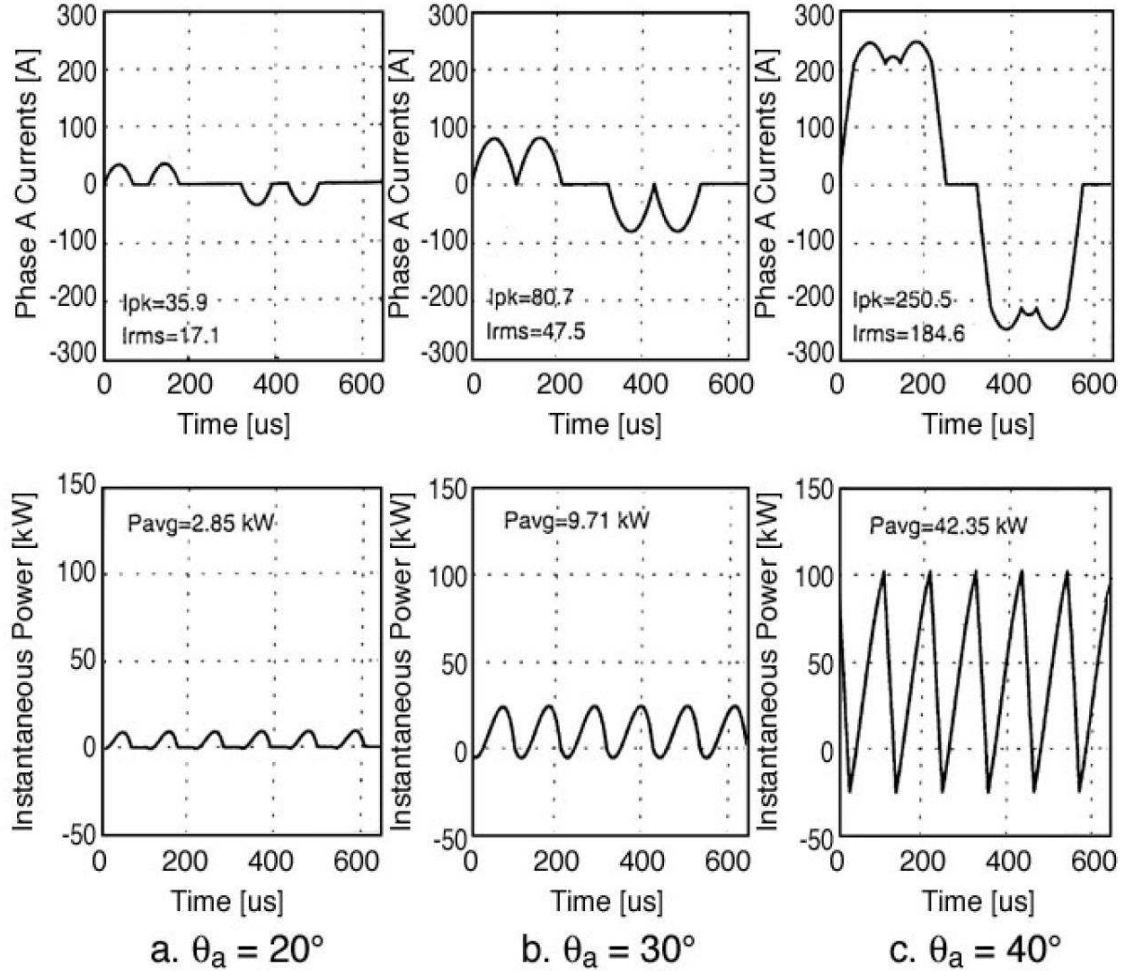 Phase A Currents [A]
300
200
100
0
-100
-200
-300
Ipk=35.9
Irms=17.1
0 200 400 600
Time [us]
Phase A Currents [A]
300
200
100
0
-100
-200
-300
Ipk=80.7
Irms=47.5
0 200 400 600
Time [us]
Phase A Currents [A]
300
200
100
0
-100
-200
-300
Ipk=250.5
Irms=184.6
0 200 400 600
Time [us]
Instantaneous Power [kW]
150
100
50
0
-50
Pavg=2.85 kW
0 200 400 600
Time [us]
Instantaneous Power [kW]
150
100
50
0
-50
Pavg=9.71 kW
0 200 400 600
Time [us]
Instantaneous Power [kW]
150
100
50
0
-50
Pavg=42.35 kW
0 200 400 600
Time [us]
a. θa = 20°
b. θa = 30°
c. θa = 40°